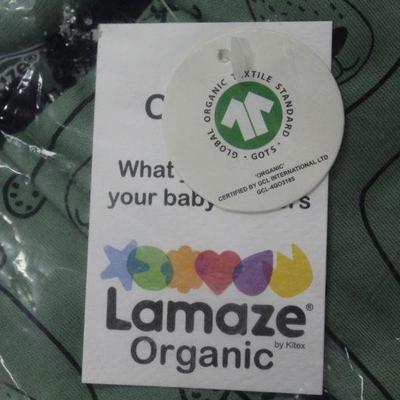 GLOBAL ORGANIC TEXTILE STANDARD · GOTS ·
'ORGANIC'
CERTIFIED BY GCL INTERNATIONAL LTD
GCL-4GO3185
What
your baby
Lamaze®
by Kitex
Organic